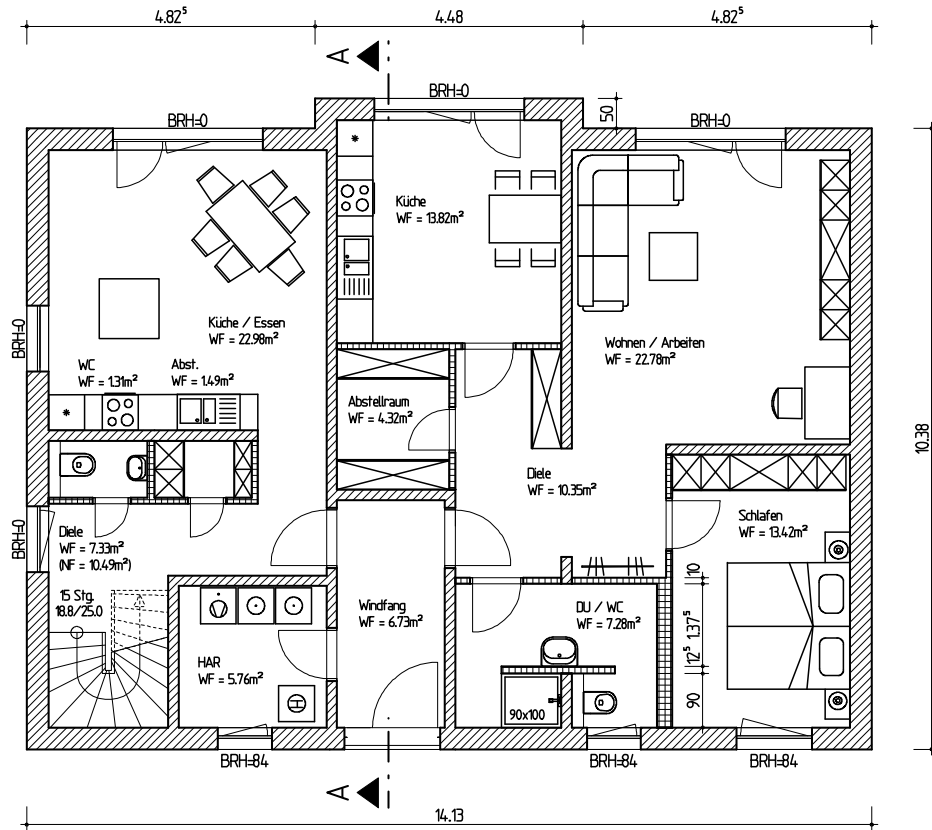 4.82⁵ 4.48 4.82⁵
A
BRH=0
BRH=0
BRH=0
50
Küche
WF = 13.82m²
Küche / Essen
WF = 22.98m²
Wohnen / Arbeiten
WF = 22.78m²
BRH=0
WC
WF = 1.31m²
Abst.
WF = 1.49m²
Abstellraum
WF = 4.32m²
10.38
Diele
WF = 10.35m²
Schlafen
WF = 13.42m²
BRH=0
Diele
WF = 7.33m²
(NF = 10.49m²)
15 Stg.
18.8/25.0
Windfang
WF = 6.73m²
DU / WC
WF = 7.28m²
10
1.37⁵
12⁵
90
HAR
WF = 5.76m²
H
90x100
BRH=84
BRH=84
BRH=84
A
14.13